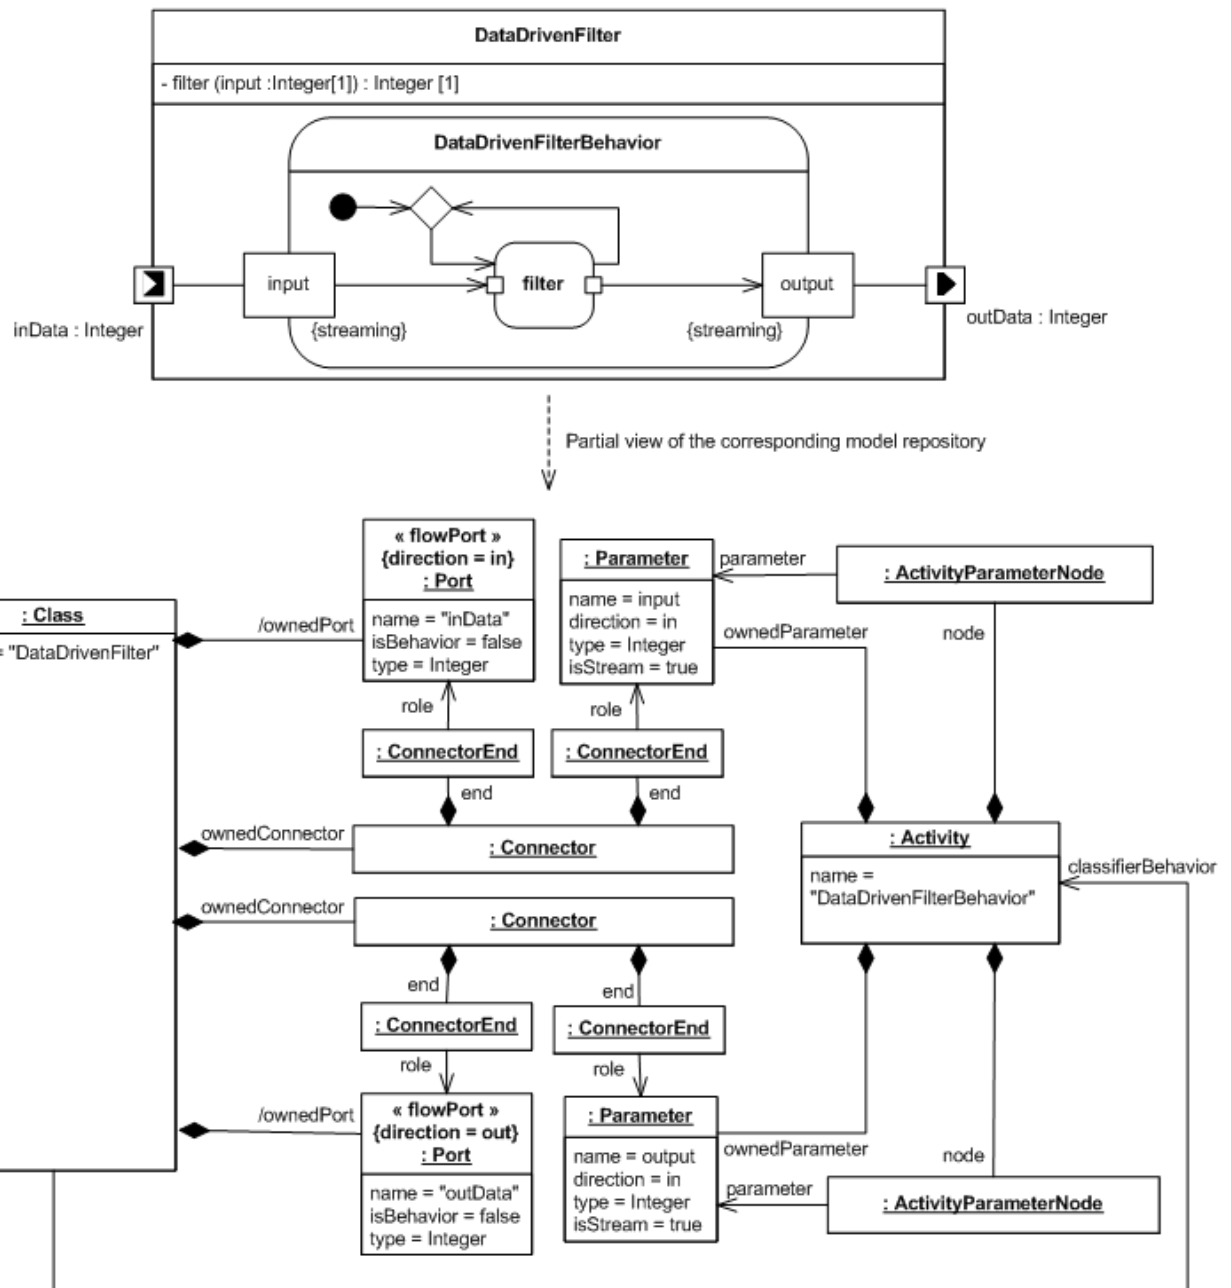 DataDrivenFilter
- filter (input :Integer[1]) : Integer [1]
DataDrivenFilterBehavior
input
filter
output
{streaming}
{streaming}
inData : Integer
outData : Integer
Partial view of the corresponding model repository
« flowPort »
{direction = in}
: Port
name = "inData"
isBehavior = false
type = Integer
: Parameter
name = input
direction = in
type = Integer
isStream = true
parameter
: ActivityParameterNode
: Class
= "DataDrivenFilter"
/ownedPort
ownedParameter
node
role
role
: ConnectorEnd
: ConnectorEnd
end
end
ownedConnector
: Connector
: Activity
name =
"DataDrivenFilterBehavior"
classifierBehavior
ownedConnector
: Connector
end
end
: ConnectorEnd
: ConnectorEnd
role
role
/ownedPort
« flowPort »
{direction = out}
: Port
name = "outData"
isBehavior = false
type = Integer
: Parameter
name = output
direction = in
type = Integer
isStream = true
ownedParameter
node
parameter
: ActivityParameterNode